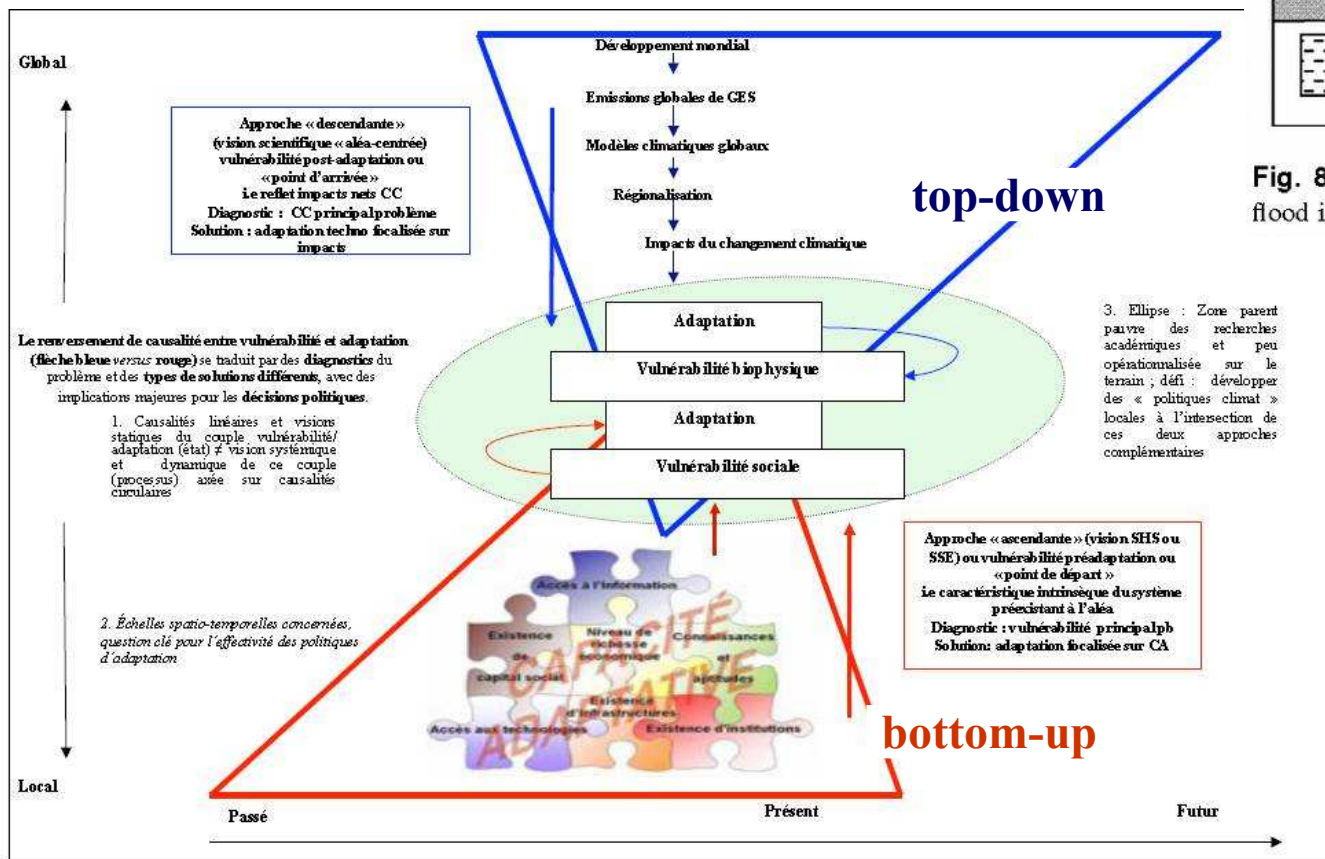 Global
Développement mondial
Emissions globales de GES
Modèles climatiques globaux
Régionalisation
Impacts du changement climatique
top-down
Approche « descendante »
(vision scientifique « aléa-centrée)
vulnérabilité post-adaptation ou
«point d'arrivée»
i.e reflet impacts nets CC
Diagnostic : CC principal problème
Solution : adaptation techno focalisée sur
impacts
Fig. 8
flood i
Adaptation
Vulnérabilité biophysique
Adaptation
Vulnérabilité sociale
Le renversement de causalité entre vulnérabilité et adaptation
(flèche bleue versus rouge) se traduit par des diagnostics du
problème et des types de solutions différents, avec des
implications majeures pour les décisions politiques.
1. Causalités linéaires et visions
statiques du couple vulnérabilité/
adaptation (état) ≠ vision systémique
et dynamique de ce couple
(processus) axée sur causalités
circulaires
3. Ellipse : Zone parent
pauvre des recherches
académiques et peu
opérationnalisée sur le
terrain ; défi : développer
des « politiques climat »
locales à l'intersection de
ces deux approches
complémentaires
2. Échelles spatio-temporelles concernées,
question clé pour l'effectivité des politiques
d'adaptation
Approche « ascendante » (vision SHS ou
SSE) ou vulnérabilité préadaptation ou
«point de départ »
i.e caractéristique intrinsèque du système
préexistant à l'aléa
Diagnostic : vulnérabilité principal pb
Solution: adaptation focalisée sur CA
Accès à l'information
Existence
de
capital social
Niveau de
richesse
économique
Connaissances
et
aptitudes
CAPACITÉ
ADAPTATIVE
Accès aux technologies
Existence
d'infrastructures
Existence d'institutions
bottom-up
Local
Passé
Présent
Futur